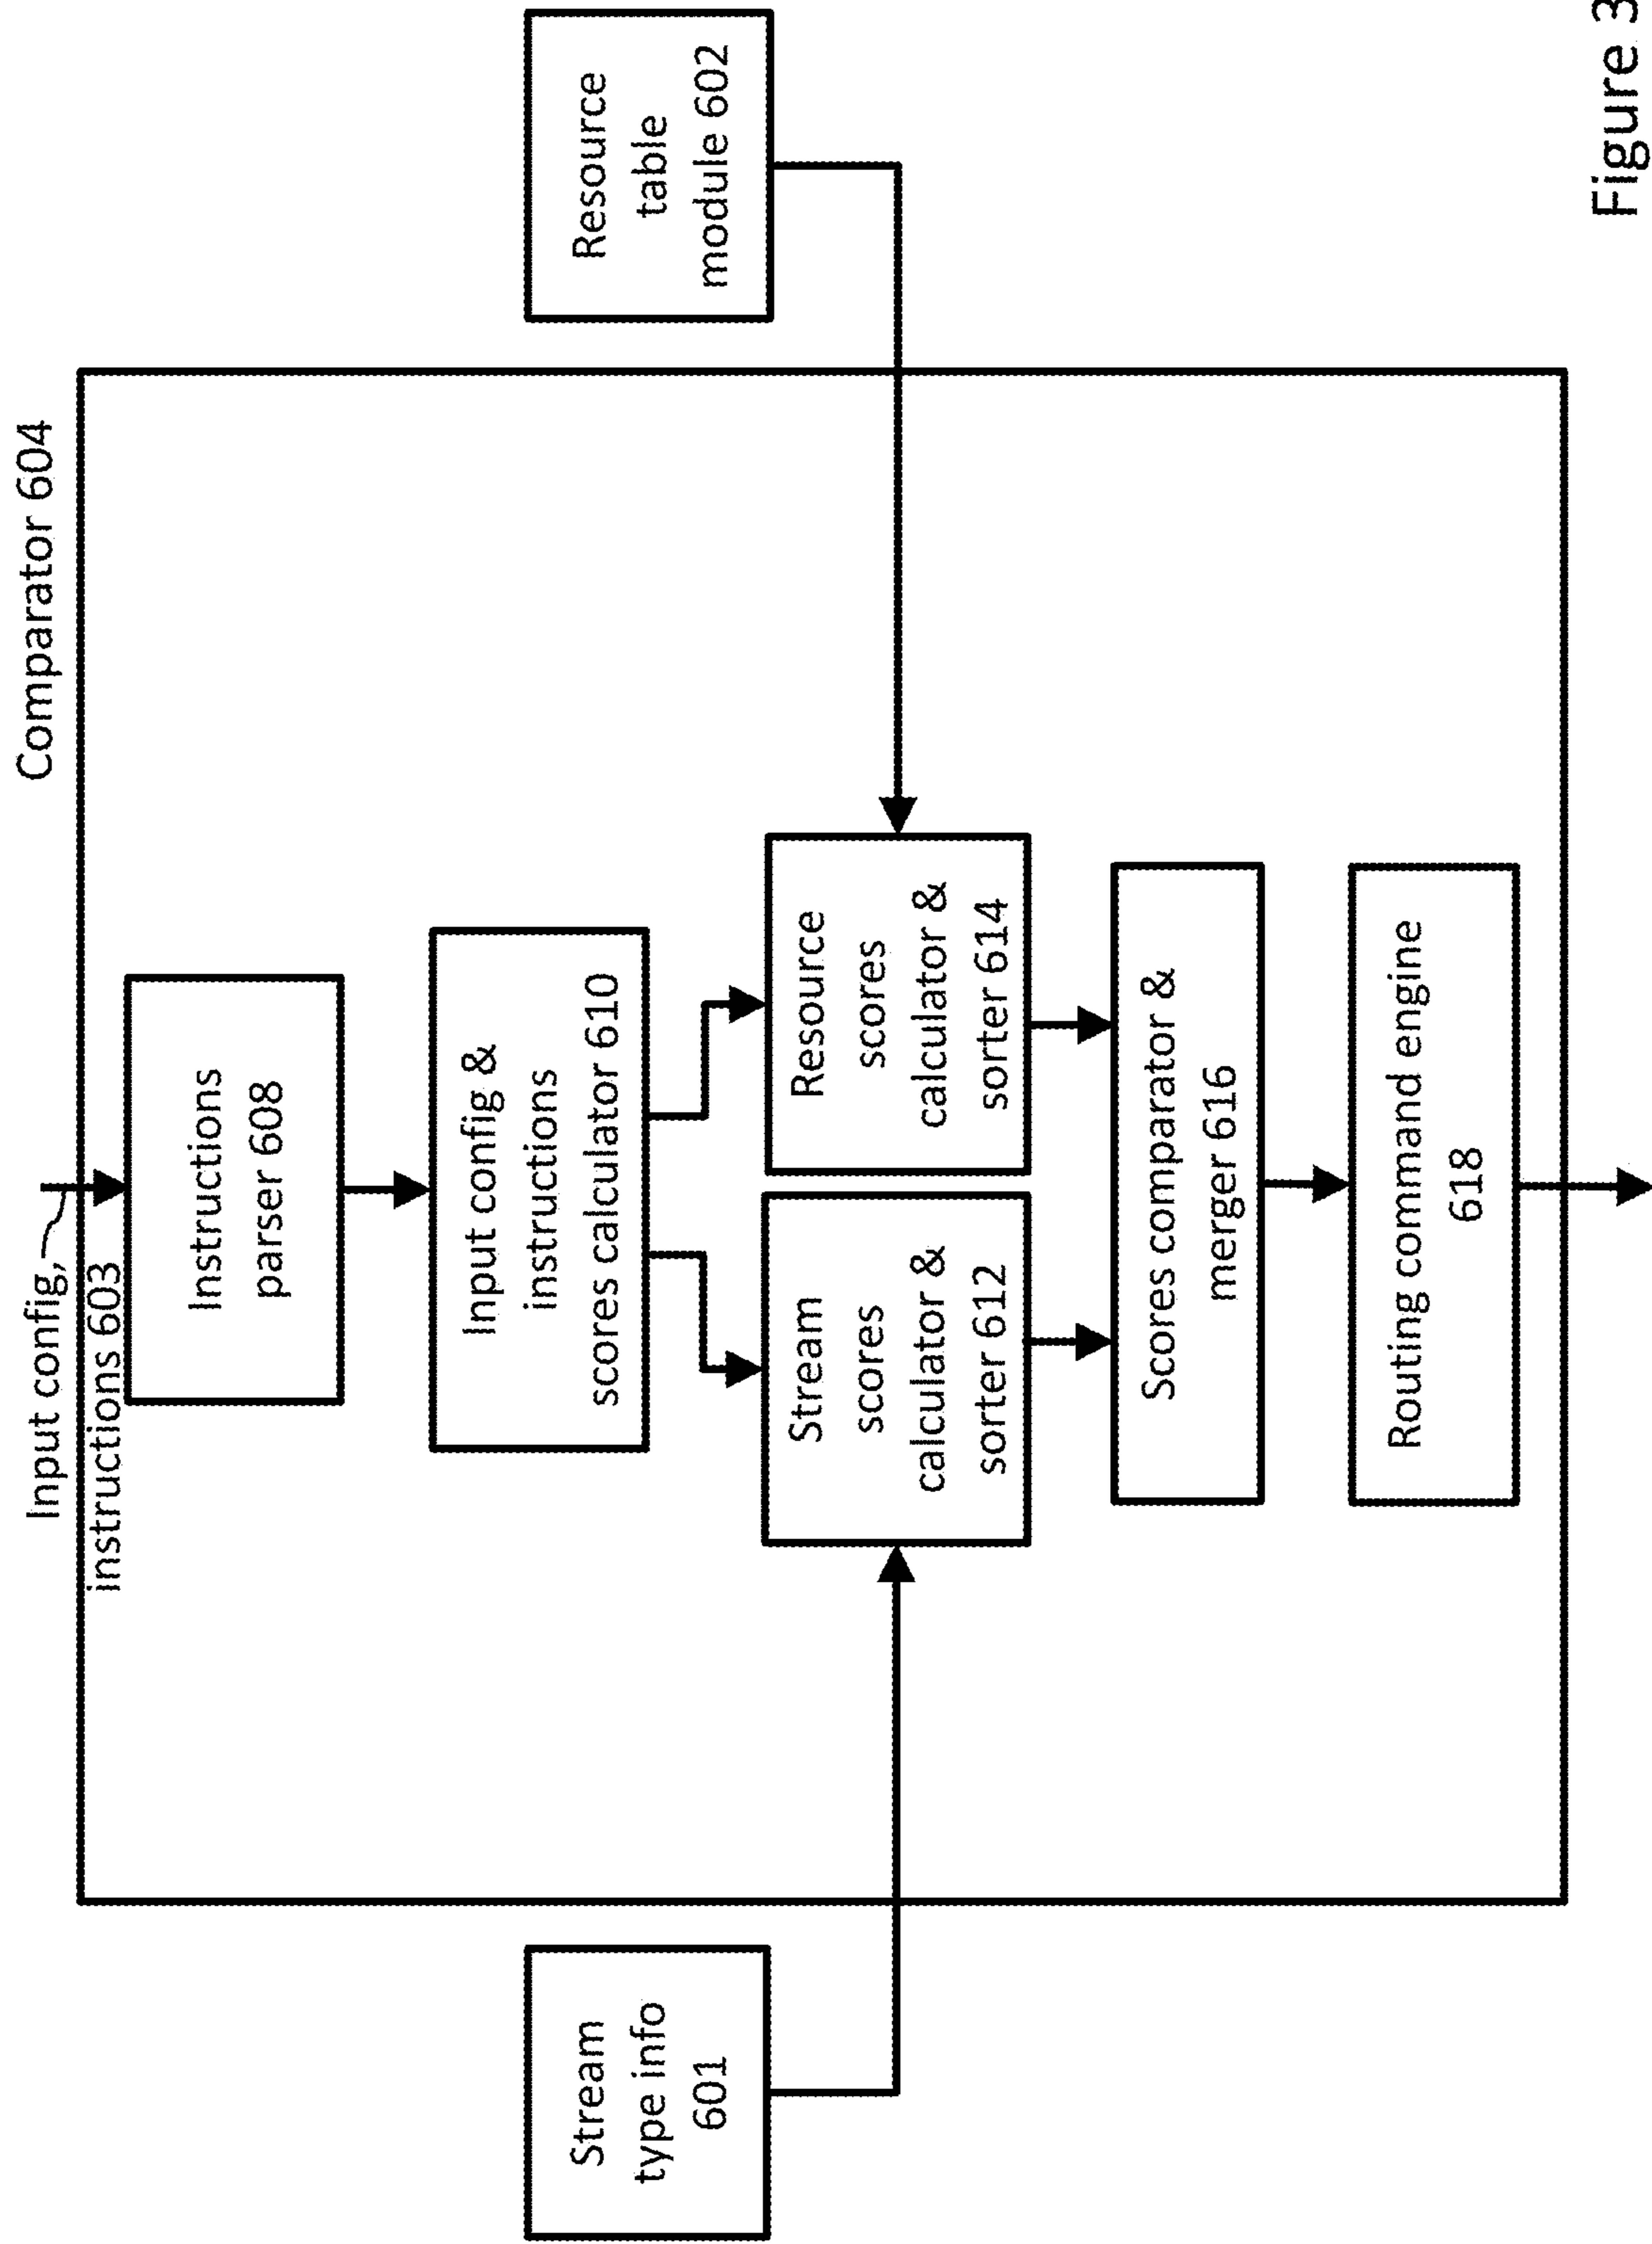 Comparator 604
Input config,
instructions 603
Instructions
parser 608
Input config &
instructions
scores calculator 610
Stream
type info
601
Resource
table
module 602
Stream
scores
calculator &
sorter 612
Resource
scores
calculator &
sorter 614
Scores comparator &
merger 616
Routing command engine
618
Figure 3